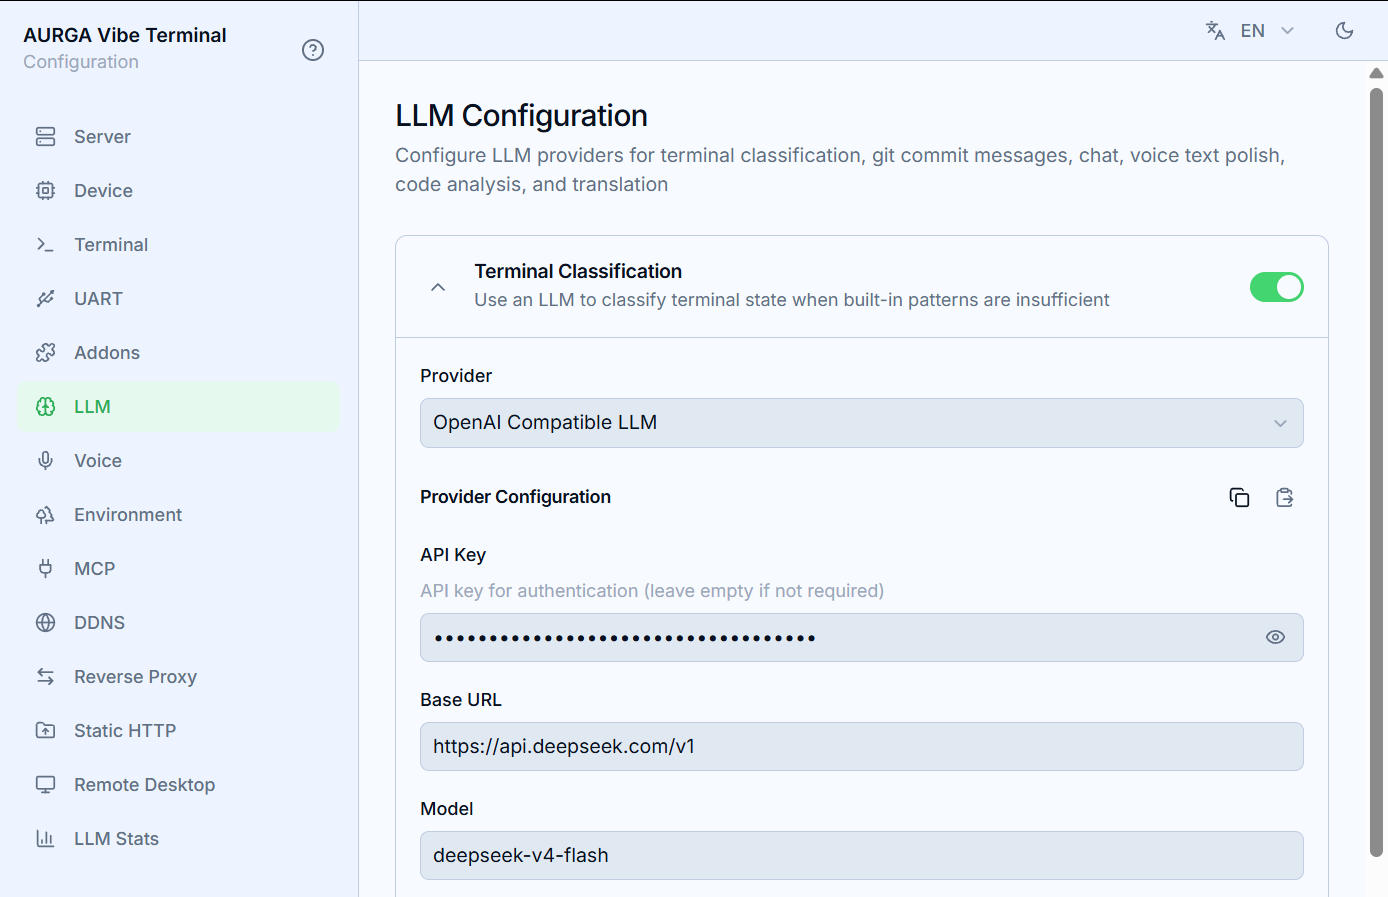 AURGA Vibe Terminal
Configuration
Server
Device
Terminal
UART
Addons
LLM
Voice
Environment
MCP
DDNS
Reverse Proxy
Static HTTP
Remote Desktop
LLM Stats
EN
LLM Configuration
Configure LLM providers for terminal classification, git commit messages, chat, voice text polish,
code analysis, and translation
Terminal Classification
Use an LLM to classify terminal state when built-in patterns are insufficient
Provider
OpenAI Compatible LLM
Provider Configuration
API Key
API key for authentication (leave empty if not required)
•••••••••••••••••••••••••••••••••••
Base URL
https://api.deepseek.com/v1
Model
deepseek-v4-flash